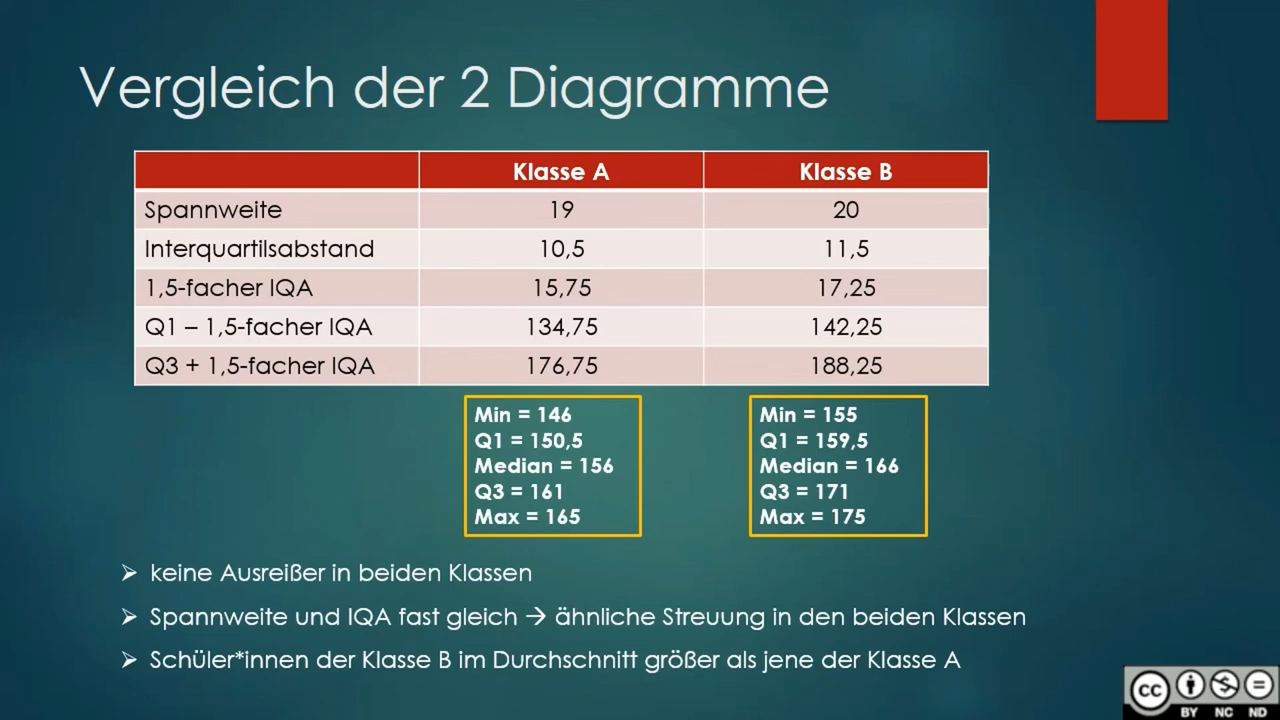 Vergleich der 2 Diagramme
Klasse A Klasse B
Spannweite 19 20
Interquartilsabstand 10,5 11,5
1,5-facher IQA 15,75 17,25
Q1 – 1,5-facher IQA 134,75 142,25
Q3 + 1,5-facher IQA 176,75 188,25
Min = 146
Q1 = 150,5
Median = 156
Q3 = 161
Max = 165
Min = 155
Q1 = 159,5
Median = 166
Q3 = 171
Max = 175
➢ keine Ausreißer in beiden Klassen
➢ Spannweite und IQA fast gleich → ähnliche Streuung in den beiden Klassen
➢ Schüler*innen der Klasse B im Durchschnitt größer als jene der Klasse A
cc
BY NC ND